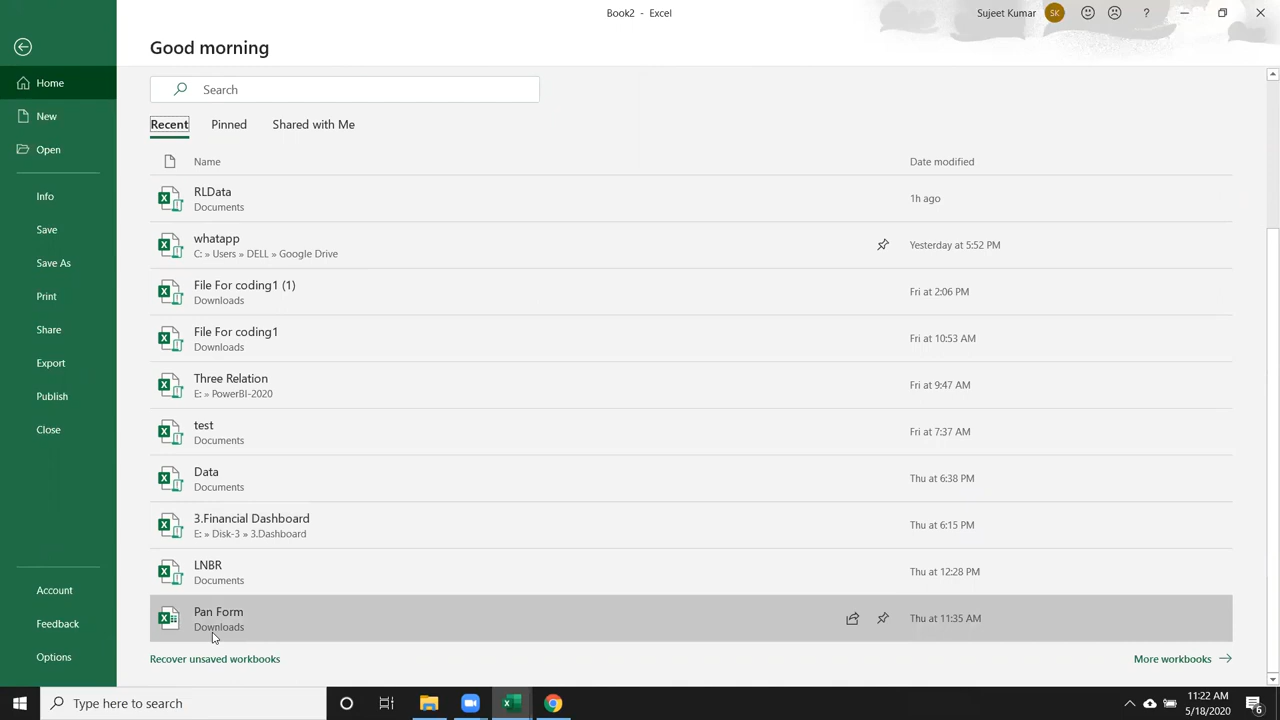 Book2 - Excel
Sujeet Kumar
SK
?
Good morning
Home
New
Open
Info
Save
Save As
Print
Share
Export
Publish
Close
Account
Feedback
Options
Search
Recent Pinned Shared with Me
Name Date modified
RLData
Documents
1h ago
whatapp
C: » Users » DELL » Google Drive
Yesterday at 5:52 PM
File For coding1 (1)
Downloads
Fri at 2:06 PM
File For coding1
Downloads
Fri at 10:53 AM
Three Relation
E: » PowerBI-2020
Fri at 9:47 AM
test
Documents
Fri at 7:37 AM
Data
Documents
Thu at 6:38 PM
3.Financial Dashboard
E: » Disk-3 » 3.Dashboard
Thu at 6:15 PM
LNBR
Documents
Thu at 12:28 PM
Pan Form
Downloads
Thu at 11:35 AM
Recover unsaved workbooks
More workbooks
Type here to search
11:22 AM
5/18/2020
6